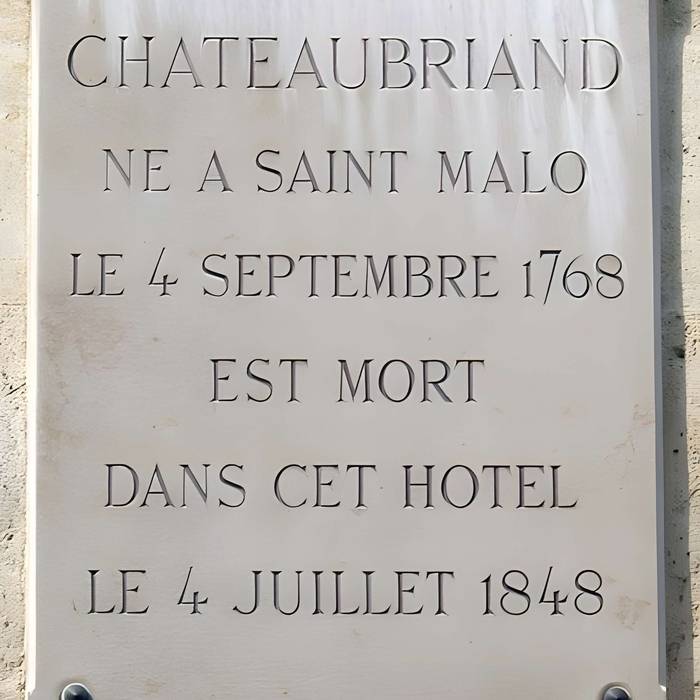 CHATEAUBRIAND
NE A SAINT MALO
LE 4 SEPTEMBRE 1768
EST MORT
DANS CET HOTEL
LE 4 JUILLET 1848